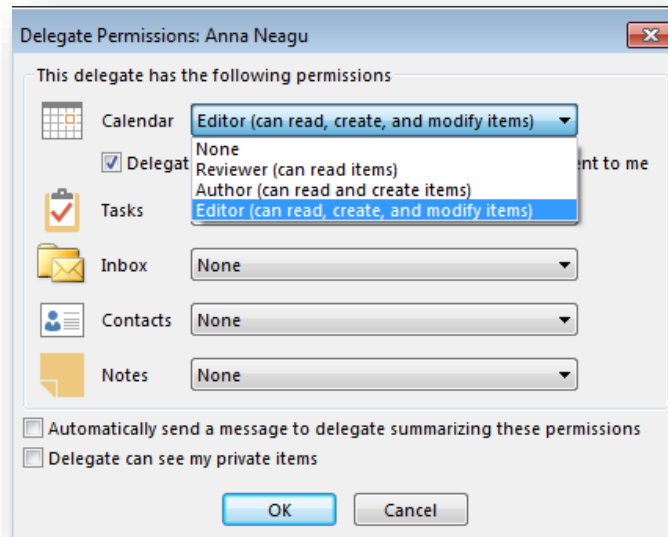 Delegate Permissions: Anna Neagu
This delegate has the following permissions
Calendar Editor (can read, create, and modify items)
None
Delegat Reviewer (can read items) nt to me
Author (can read and create items)
Tasks Editor (can read, create, and modify items)
Inbox None
Contacts None
Notes None
Automatically send a message to delegate summarizing these permissions
Delegate can see my private items
OK Cancel